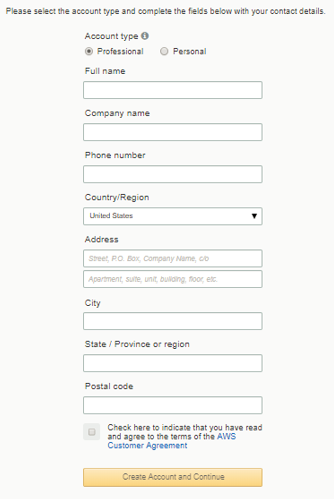 Please select the account type and complete the fields below with your contact details.
Account type
Professional Personal
Full name
Company name
Phone number
Country/Region
United States
Address
Street, P.O. Box, Company Name, c/o
Apartment, suite, unit, building, floor, etc.
City
State / Province or region
Postal code
Check here to indicate that you have read
and agree to the terms of the AWS
Customer Agreement
Create Account and Continue